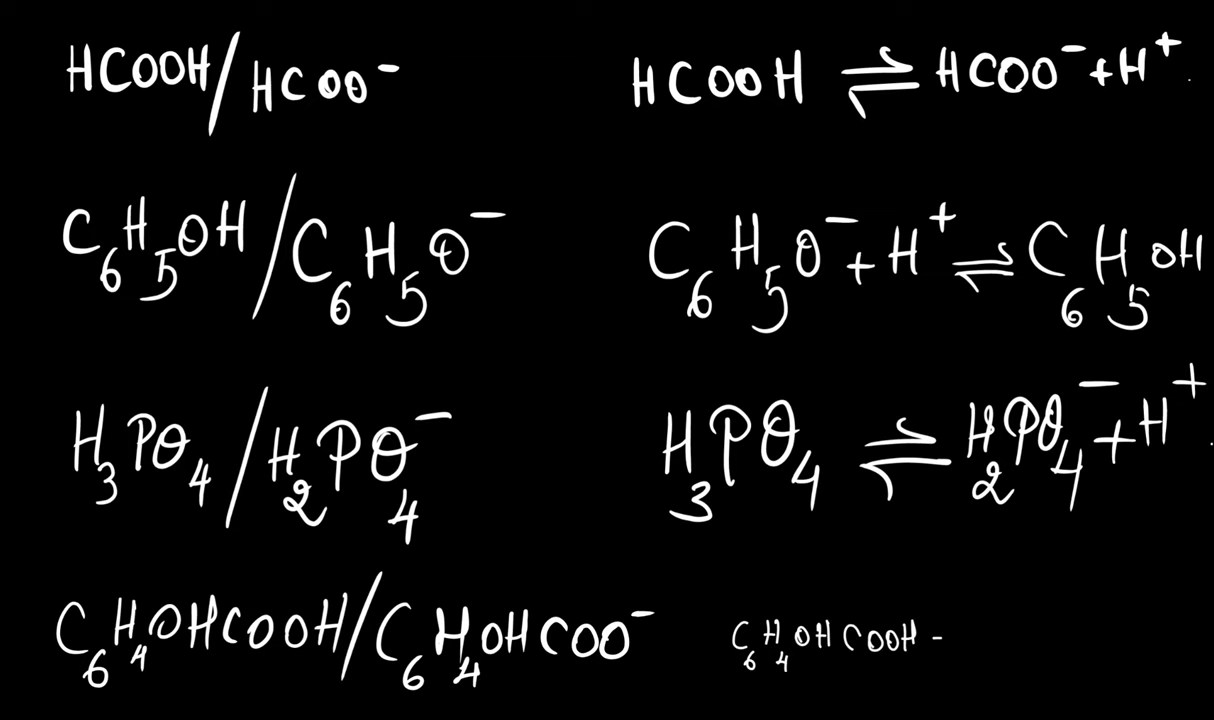 HCOOH/HCOO⁻ HCOOH ⇌ HCOO⁻ + H⁺
C₆H₅OH/C₆H₅O⁻ C₆H₅O⁻ + H⁺ ⇌ C₆H₅OH
H₃PO₄/H₂PO₄⁻ H₃PO₄ ⇌ H₂PO₄⁻ + H⁺
C₆H₄OHCOOH/C₆H₄OHCOO⁻ C₆H₄OHCOOH -